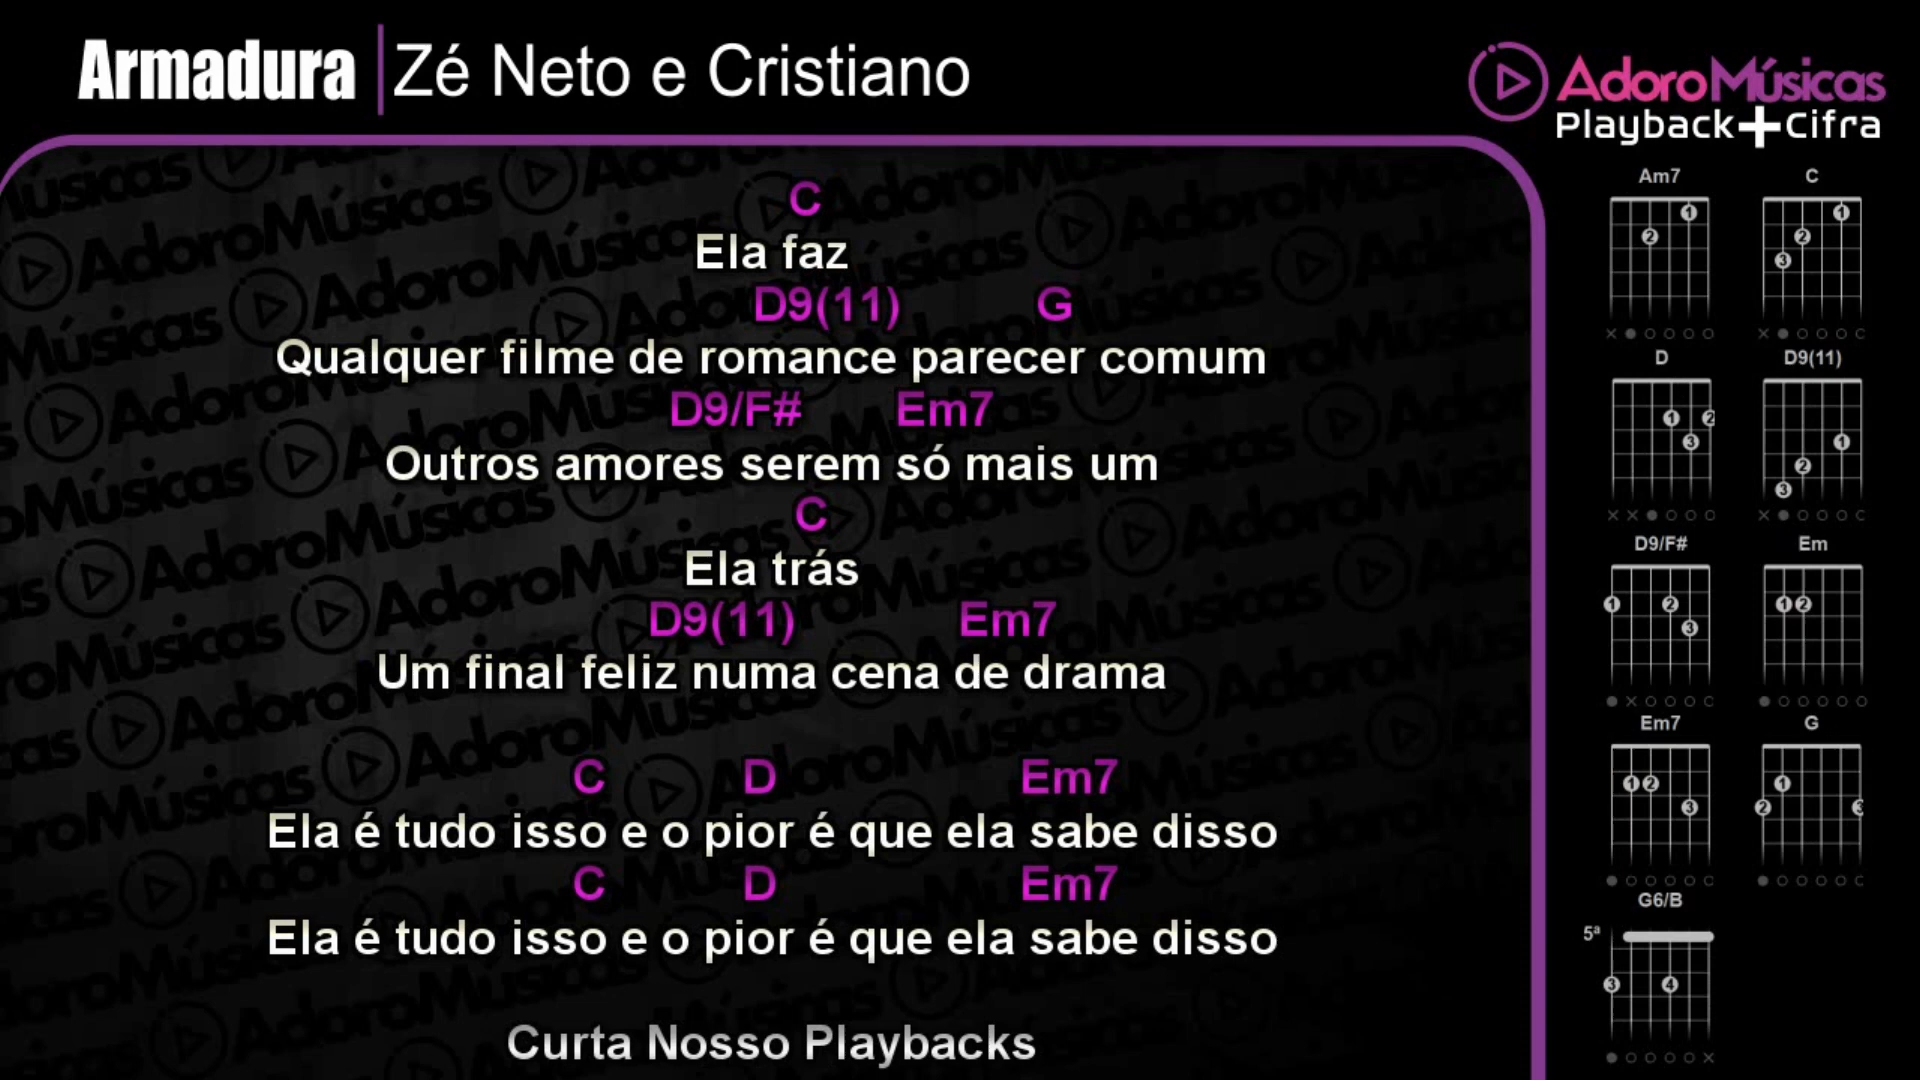 Armadura | Zé Neto e Cristiano
AdoroMúsicas
Playback+Cifra
C
Ela faz
D9(11) G
Qualquer filme de romance parecer comum
D9/F# Em7
Outros amores serem só mais um
C
Ela trás
D9(11) Em7
Um final feliz numa cena de drama
C D Em7
Ela é tudo isso e o pior é que ela sabe disso
C D Em7
Ela é tudo isso e o pior é que ela sabe disso
Curta Nosso Playbacks
Am7 C
D D9(11)
D9/F# Em
Em7 G
G6/B
5ª